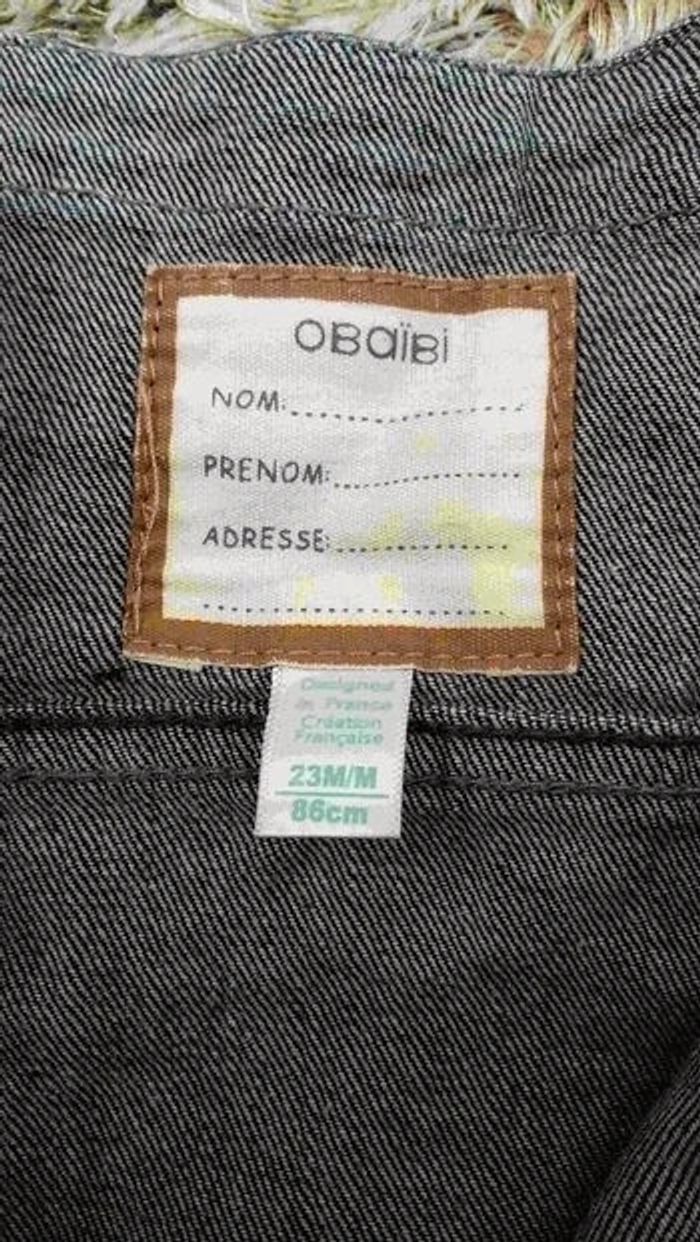 OBaïBi
NOM:
PRENOM:
ADRESSE:
Designed
in France
Création
Française
23M/M
86cm